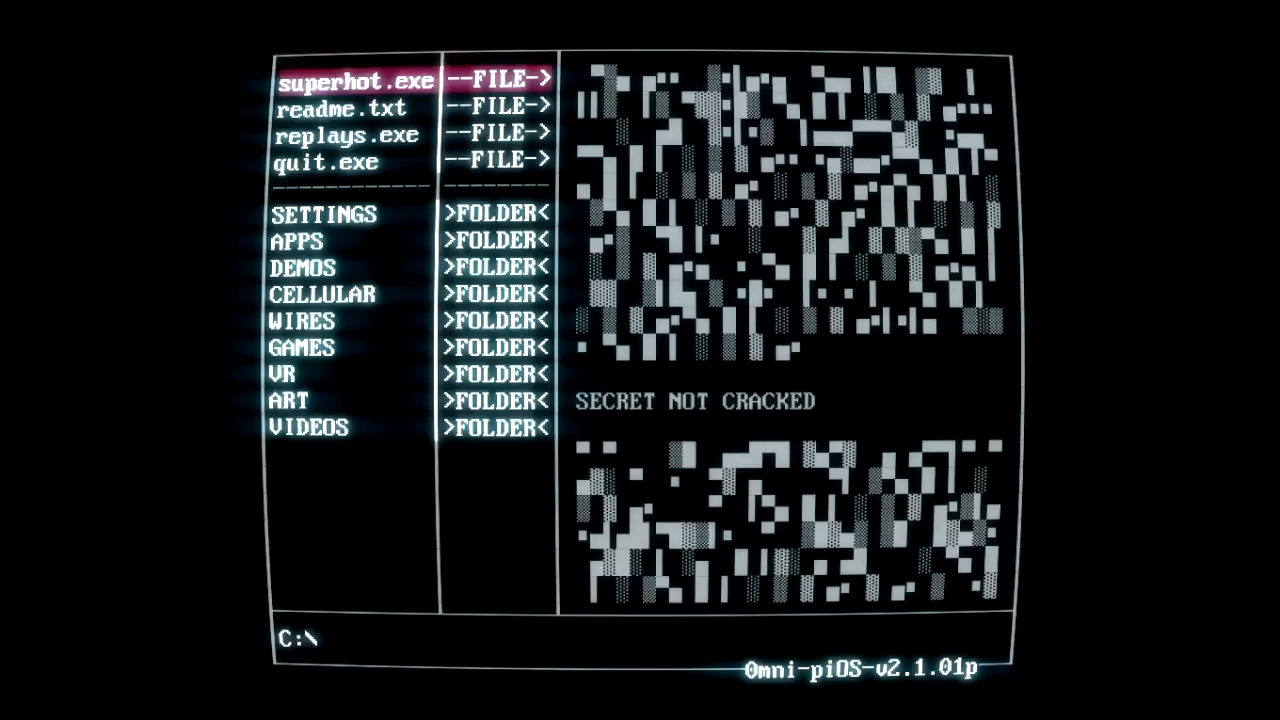 superhot.exe --FILE->
readme.txt --FILE->
replays.exe --FILE->
quit.exe --FILE->
SETTINGS >FOLDER<
APPS >FOLDER<
DEMOS >FOLDER<
CELLULAR >FOLDER<
WIRES >FOLDER<
GAMES >FOLDER<
VR >FOLDER<
ART >FOLDER<
VIDEOS >FOLDER<
SECRET NOT CRACKED
C:\
0mni-piOS-v2.1.01p